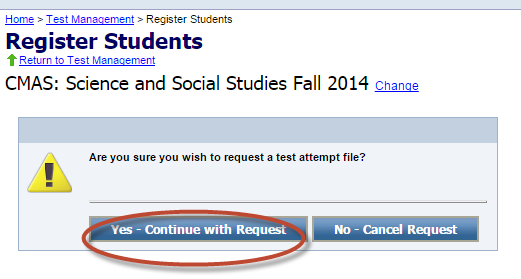 Home > Test Management > Register Students
Register Students
Return to Test Management
CMAS: Science and Social Studies Fall 2014 Change
Are you sure you wish to request a test attempt file?
Yes - Continue with Request No - Cancel Request